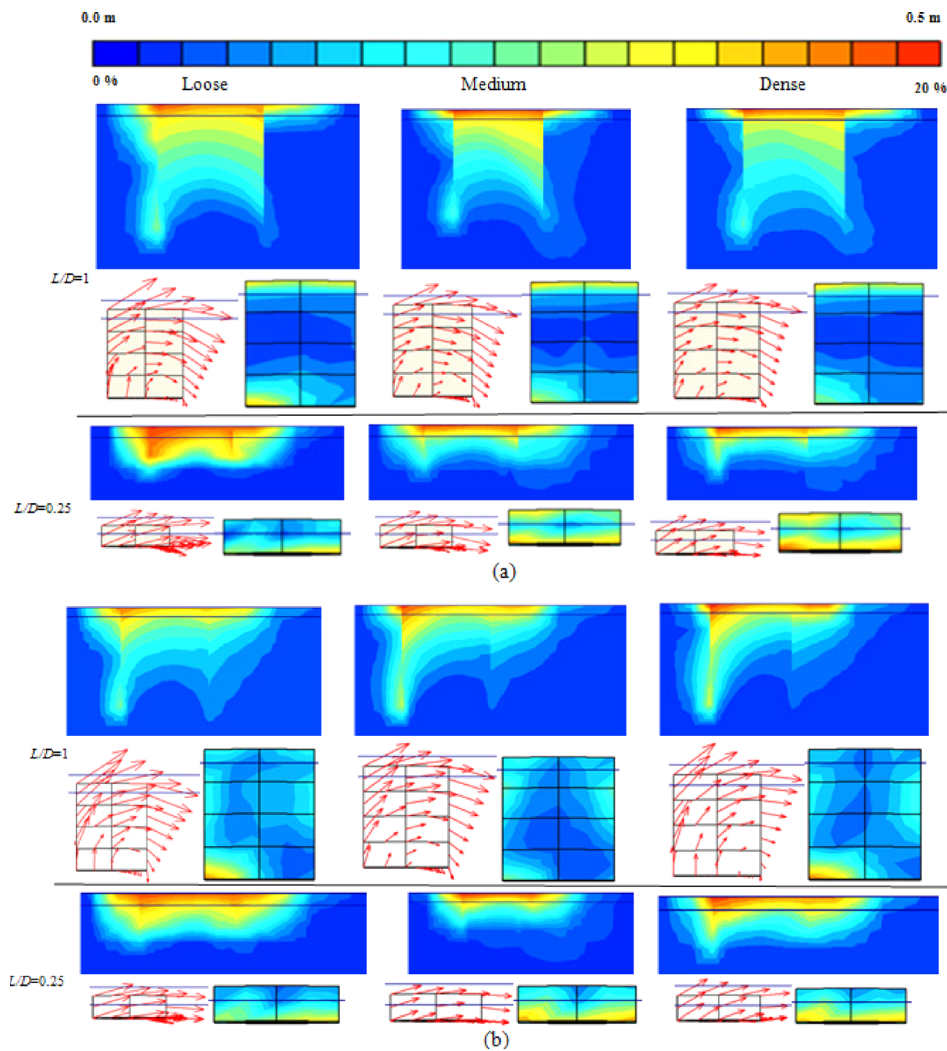 0.0 m 0.5 m
0 % Loose Medium Dense 20 %
L/D=1
L/D=0.25
(a)
L/D=1
L/D=0.25
(b)